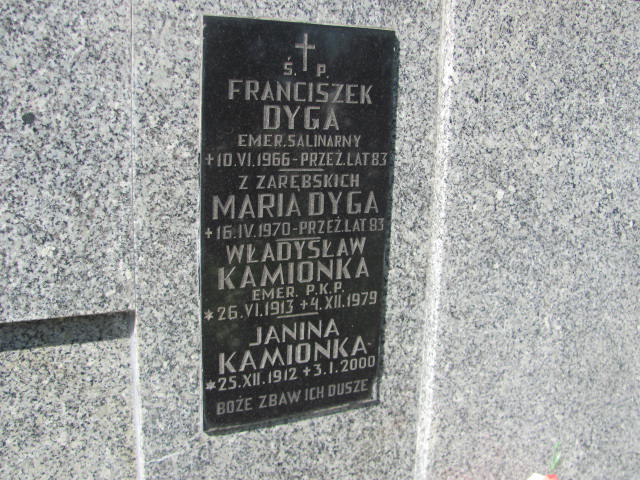 Ś. P.
FRANCISZEK
DYGA
EMER. SALINARNY
+10.VI.1966-PRZEŻ.LAT 83
Z ZARĘBSKICH
MARIA DYGA
+16.IV.1970-PRZEŻ.LAT 83
WŁADYSŁAW
KAMIONKA
EMER. P.K.P.
*26.VI.1913 +4.XII.1979
JANINA
KAMIONKA
*25.XII.1912 +3.I.2000
BOŻE ZBAW ICH DUSZE